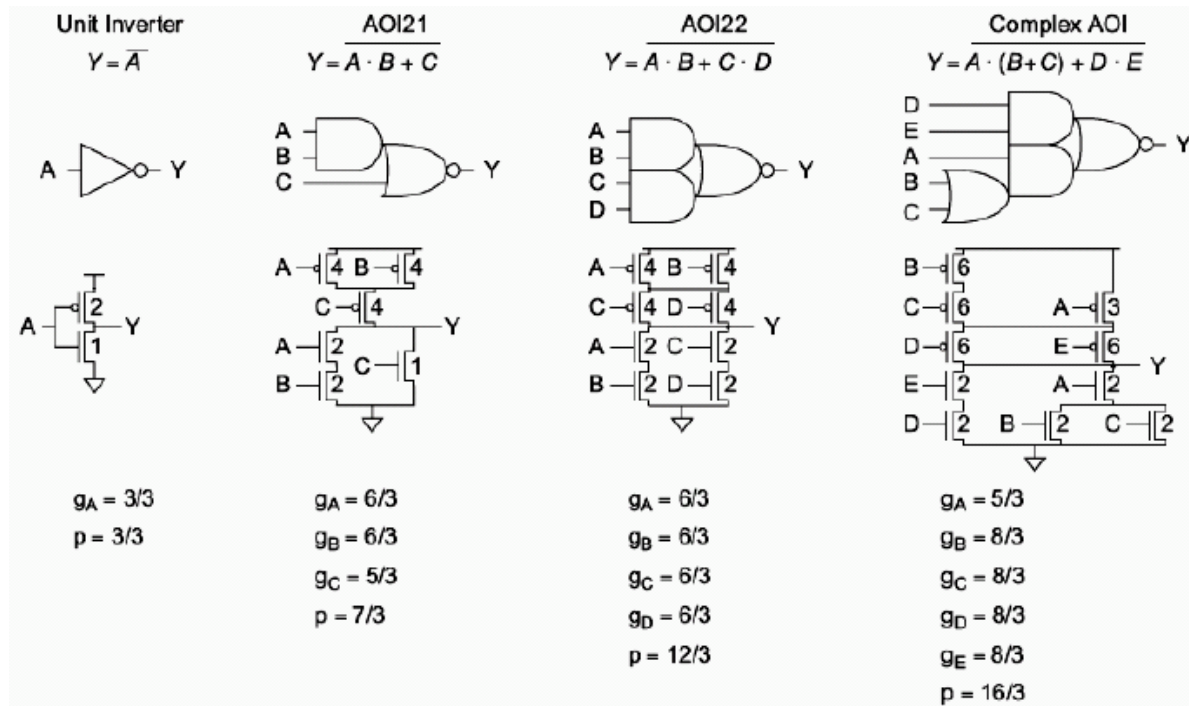 Unit Inverter AOI21 AOI22 Complex AOI
Y = A̅ Y = A · B + C Y = A · B + C · D Y = A · (B+C) + D · E
D
A A E
A Y B Y B Y A Y
C C B
D C
A 4 B 4 A 4 B 4 B 6
2 C 4 C 4 D 4 C 6 A 3
A Y Y Y D 6 E 6 Y
1 A 2 C 1 A 2 C 2 E 2 A 2
B 2 B 2 D 2 D 2 B 2 C 2
gA = 3/3 gA = 6/3 gA = 6/3 gA = 5/3
p = 3/3 gB = 6/3 gB = 6/3 gB = 8/3
gC = 5/3 gC = 6/3 gC = 8/3
p = 7/3 gD = 6/3 gD = 8/3
p = 12/3 gE = 8/3
p = 16/3